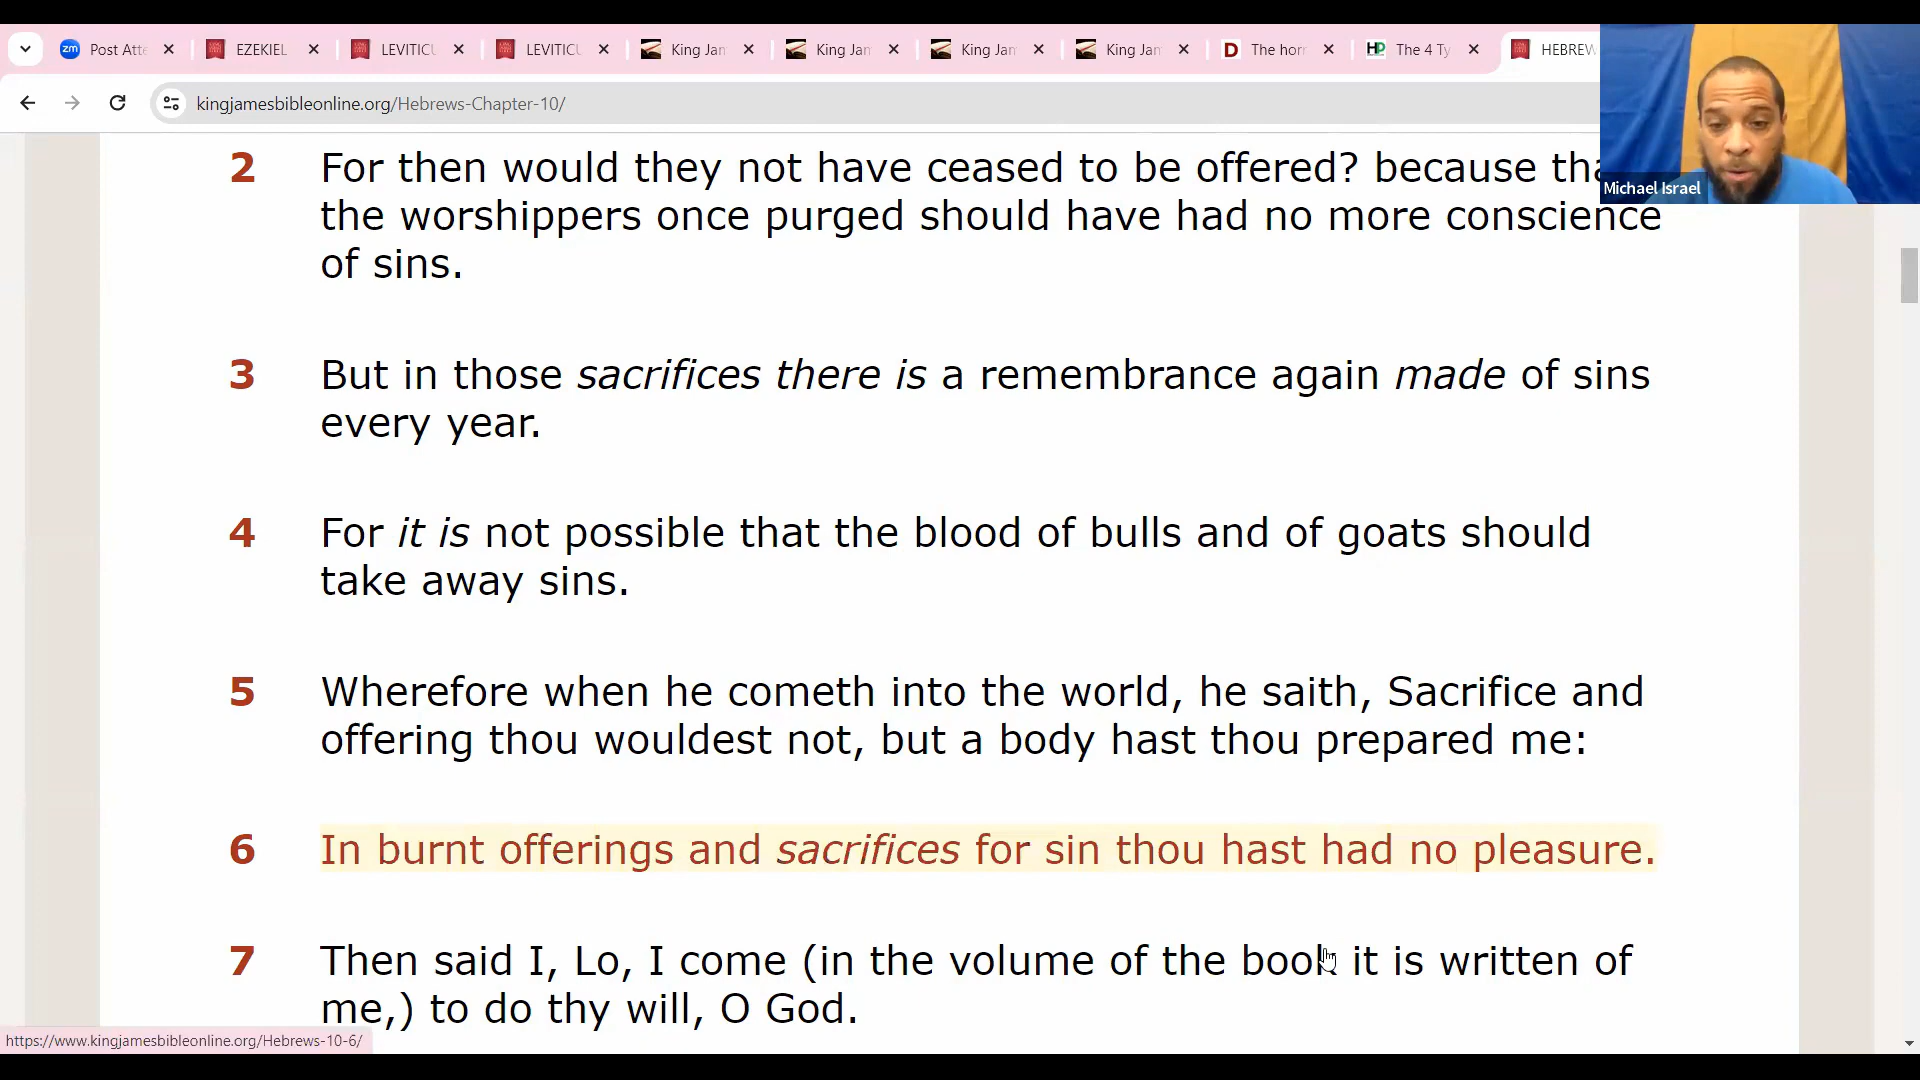 Post Atte
EZEKIEL
LEVITICU
LEVITICU
King Jam
King Jam
King Jam
King Jam
The horr
The 4 Ty
HEBREW
kingjamesbibleonline.org/Hebrews-Chapter-10/
Michael Israel
2 For then would they not have ceased to be offered? because
the worshippers once purged should have had no more conscience
of sins.
3 But in those sacrifices there is a remembrance again made of sins
every year.
4 For it is not possible that the blood of bulls and of goats should
take away sins.
5 Wherefore when he cometh into the world, he saith, Sacrifice and
offering thou wouldest not, but a body hast thou prepared me:
6 In burnt offerings and sacrifices for sin thou hast had no pleasure.
7 Then said I, Lo, I come (in the volume of the book it is written of
me,) to do thy will, O God.
https://www.kingjamesbibleonline.org/Hebrews-10-6/